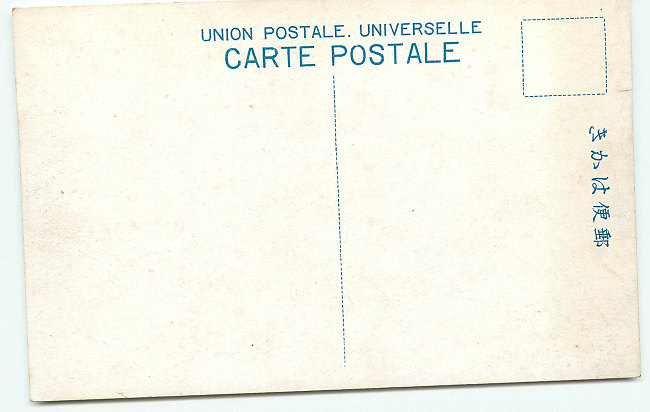 UNION POSTALE. UNIVERSELLE
CARTE POSTALE
きかは便郵